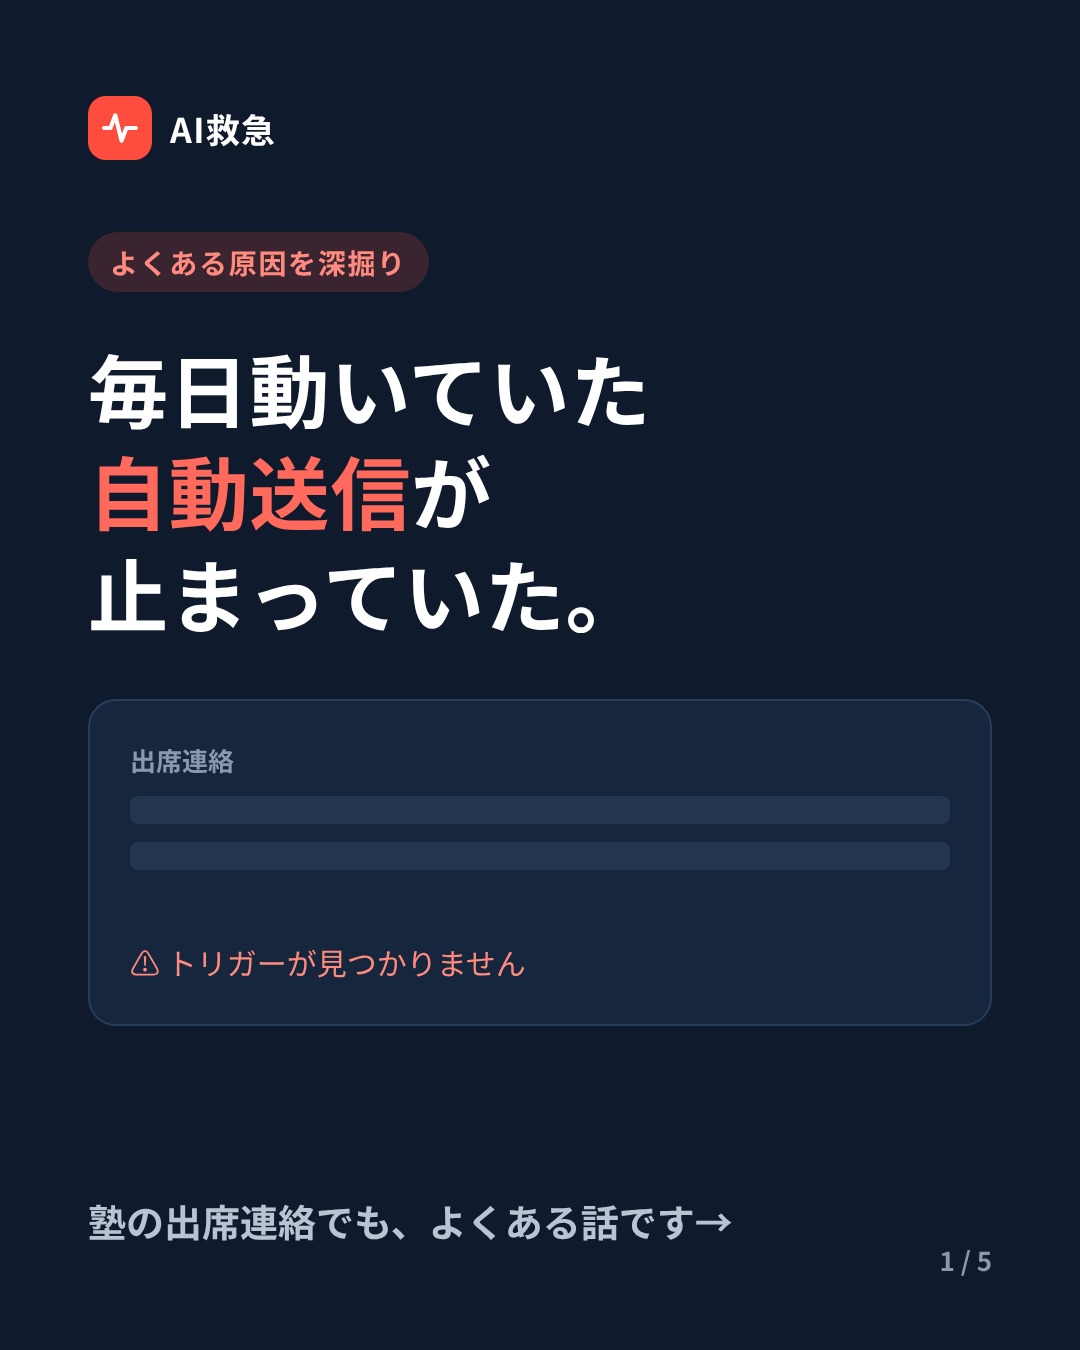 AI救急
よくある原因を深掘り
毎日動いていた
自動送信が
止まっていた。
出席連絡
⚠ トリガーが見つかりません
塾の出席連絡でも、よくある話です→
1 / 5